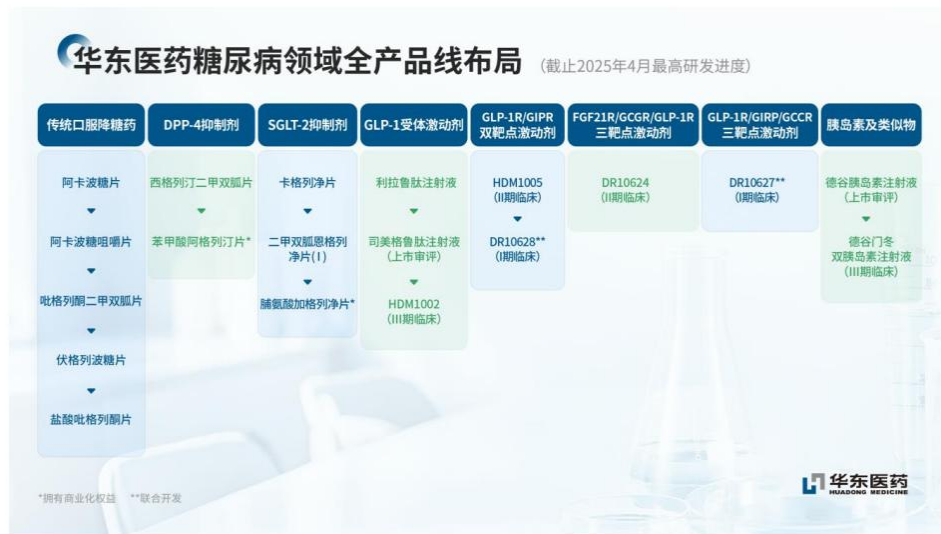 华东医药糖尿病领域全产品线布局 (截止2025年4月最高研发进度)
传统口服降糖药
阿卡波糖片
阿卡波糖咀嚼片
吡格列酮二甲双胍片
伏格列波糖片
盐酸吡格列酮片
DPP-4抑制剂
西格列汀二甲双胍片
苯甲酸阿格列汀片*
SGLT-2抑制剂
卡格列净片
二甲双胍恩格列
净片(I)
脯氨酸加格列净片*
GLP-1受体激动剂
利拉鲁肽注射液
司美格鲁肽注射液
(上市审评)
HDM1002
(III期临床)
GLP-1R/GIPR
双靶点激动剂
HDM1005
(II期临床)
DR10628**
(I期临床)
FGF21R/GCGR/GLP-1R
三靶点激动剂
DR10624
(II期临床)
GLP-1R/GIRP/GCCR
三靶点激动剂
DR10627**
(I期临床)
胰岛素及类似物
德谷胰岛素注射液
(上市审评)
德谷门冬
双胰岛素注射液
(III期临床)
*拥有商业化权益 **联合开发
华东医药
HUADONG MEDICINE